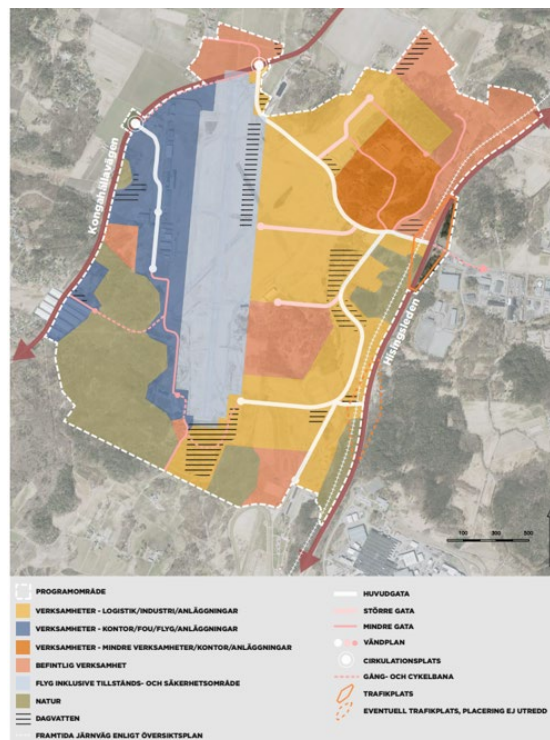 Kongahällavägen
Hisingsleden
100
300
500
PROGRAMOMRÅDE
VERKSAMHETER - LOGISTIK/INDUSTRI/ANLÄGGNINGAR
VERKSAMHETER - KONTOR/FOU/FLYG/ANLÄGGNINGAR
VERKSAMHETER - MINDRE VERKSAMHETER/KONTOR/ANLÄGGNINGAR
BEFINTLIG VERKSAMHET
FLYG INKLUSIVE TILLSTÅNDS- OCH SÄKERHETSOMRÅDE
NATUR
DAGVATTEN
FRAMTIDA JÄRNVÄG ENLIGT ÖVERSIKTSPLAN
HUVUDGATA
STÖRRE GATA
MINDRE GATA
VÄNDPLAN
CIRKULATIONSPLATS
GÅNG- OCH CYKELBANA
TRAFIKPLATS
EVENTUELL TRAFIKPLATS, PLACERING EJ UTREDD